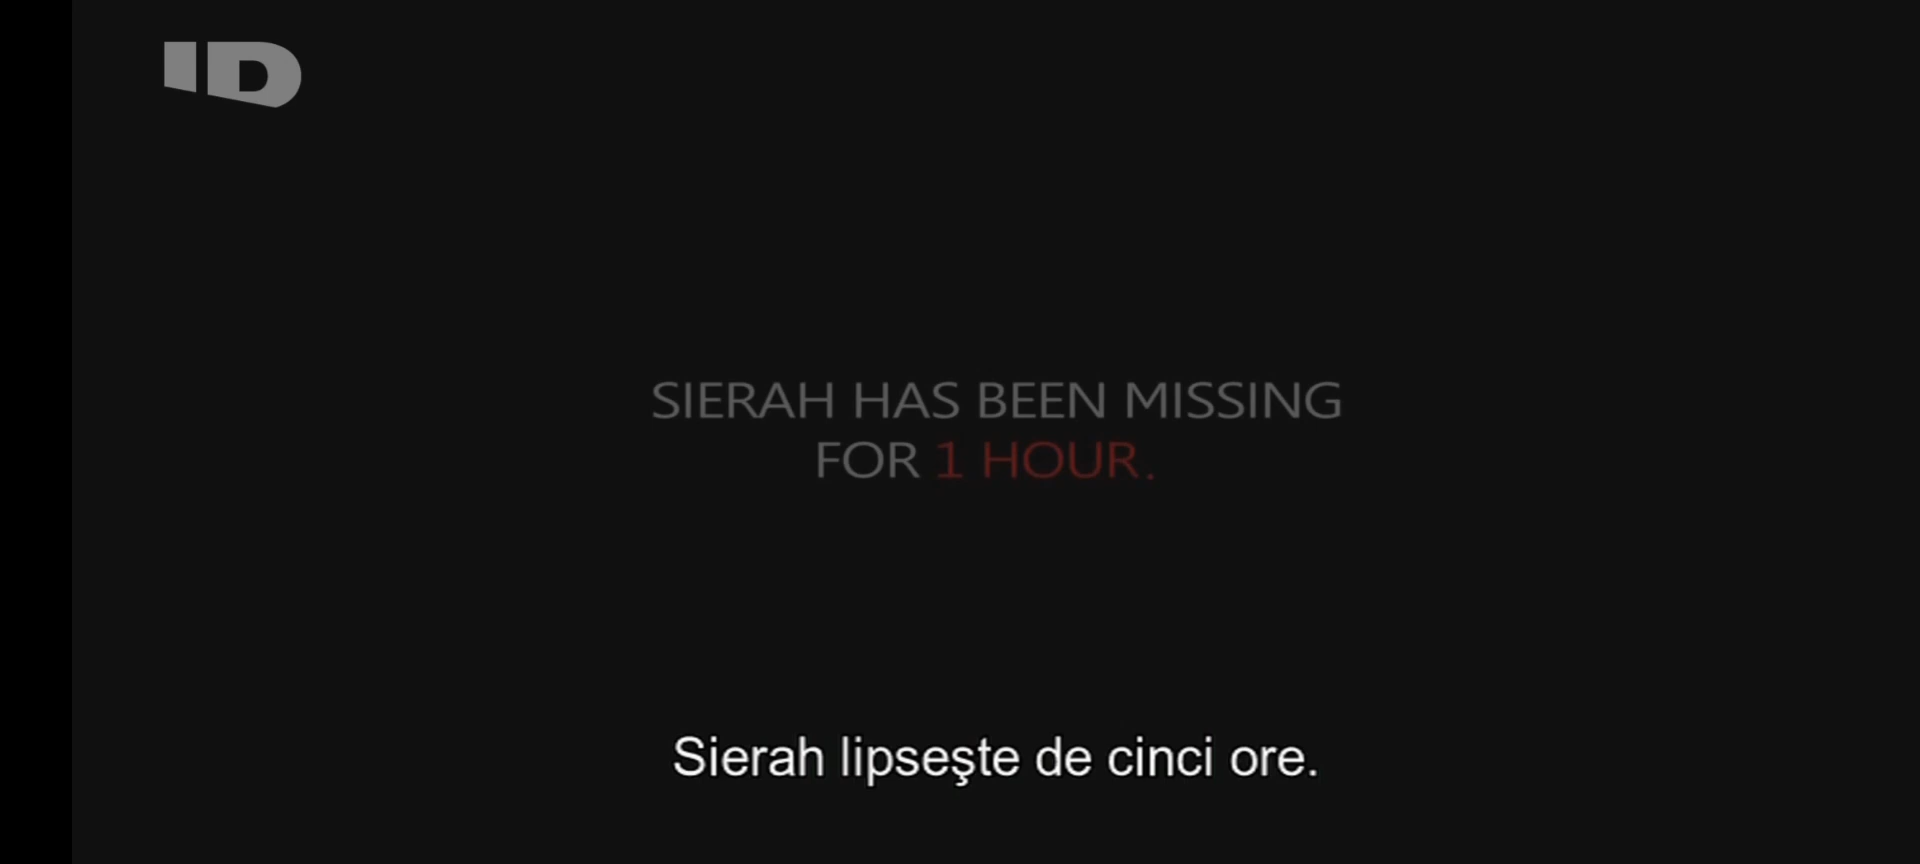 ID
SIERAH HAS BEEN MISSING
FOR 1 HOUR.
Sierah lipseşte de cinci ore.